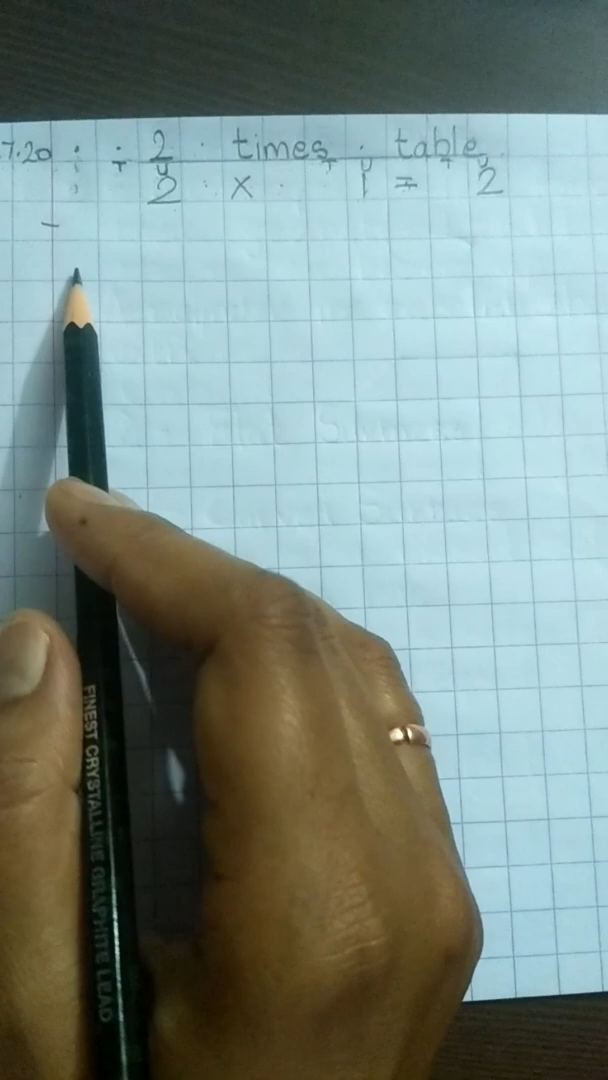 .7.20 2 times table
2 x 1 = 2
FINEST CRYSTALLINE GRAPHITE LEAD